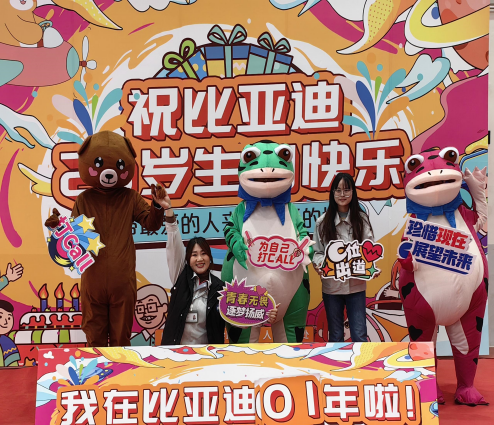 祝比亚迪
岁生 快乐
的人
打Call
为自己
打CALL
C位
出道
珍惜现在
展望未来
青春无畏
逐梦扬威
我在比亚迪01年啦!